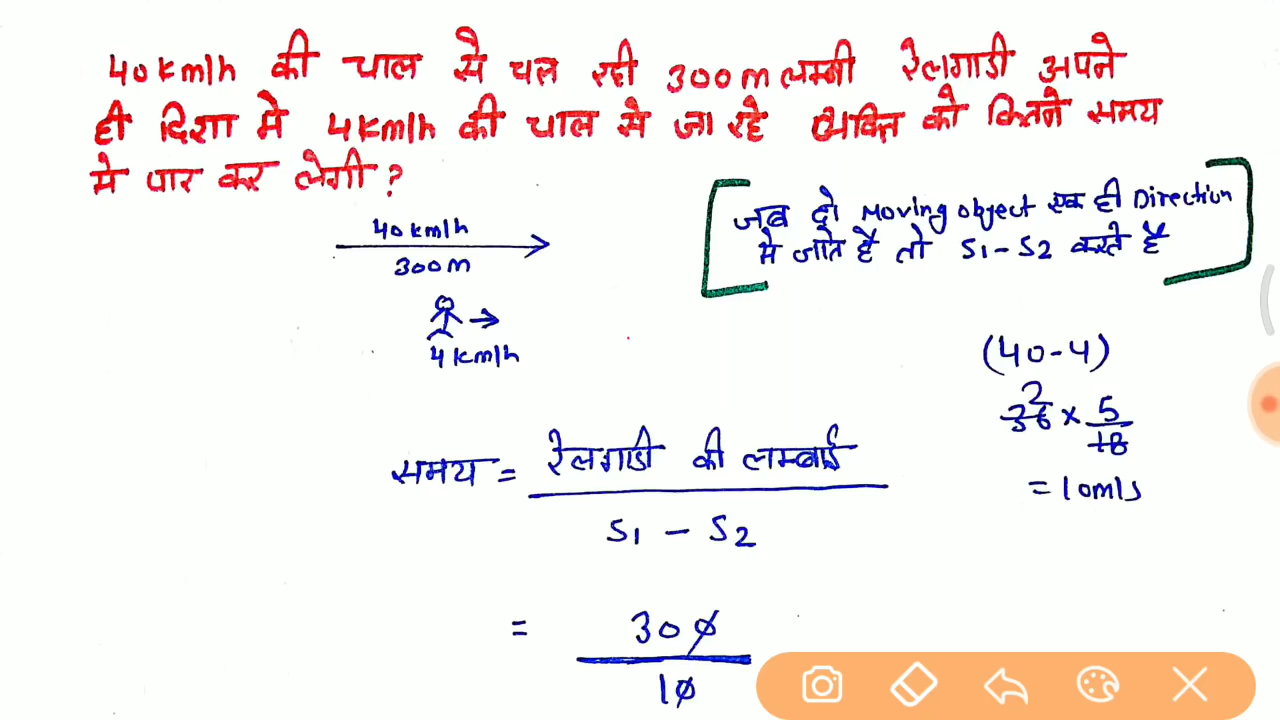 40km/h की चाल से चल रही 300m लम्बी रेलगाडी अपने
ही दिशा मे 4km/h की चाल से जा रहे व्यक्ति को कितने समय
मे पार कर लेगी?
[जब दो Moving object एक ही Direction
मे जाते है तो S1-S2 करते है]
40km/h
300m
4km/h
(40-4)
2
36 × 5/18
= 10m/s
समय = रेलगाडी की लम्बाई
S1 - S2
= 300
10